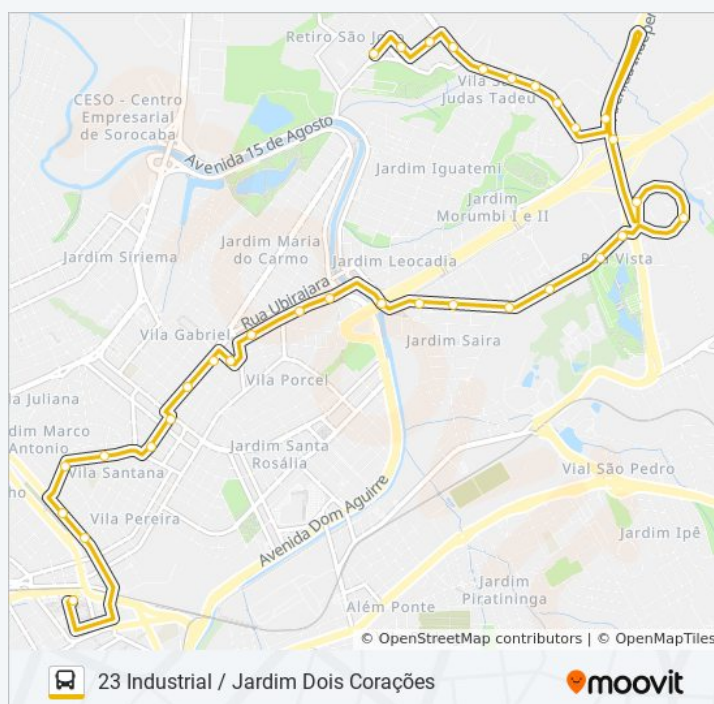 Retiro São João
CESO - Centro
Empresarial
de Sorocaba
Judas Tadeu
Avenida 15 de Agosto
Jardim Iguatemi
Jardim
Morumbi I e II
Jardim Maria
do Carmo
Jardim Siriema
Jardim Leocadia
Vista
Rua Ubirajara
Vila Gabriel
Jardim Saira
Vila Porcel
la Juliana
dim Marco
Antonio
Jardim Santa
Rosália
Vila Santana
Vial São Pedro
Vila Pereira
Avenida Dom Aguirre
Jardim Ipê
Jardim
Piratininga
Além Ponte
© OpenStreetMap contributors | © OpenMapTiles
23 Industrial / Jardim Dois Corações
moovit